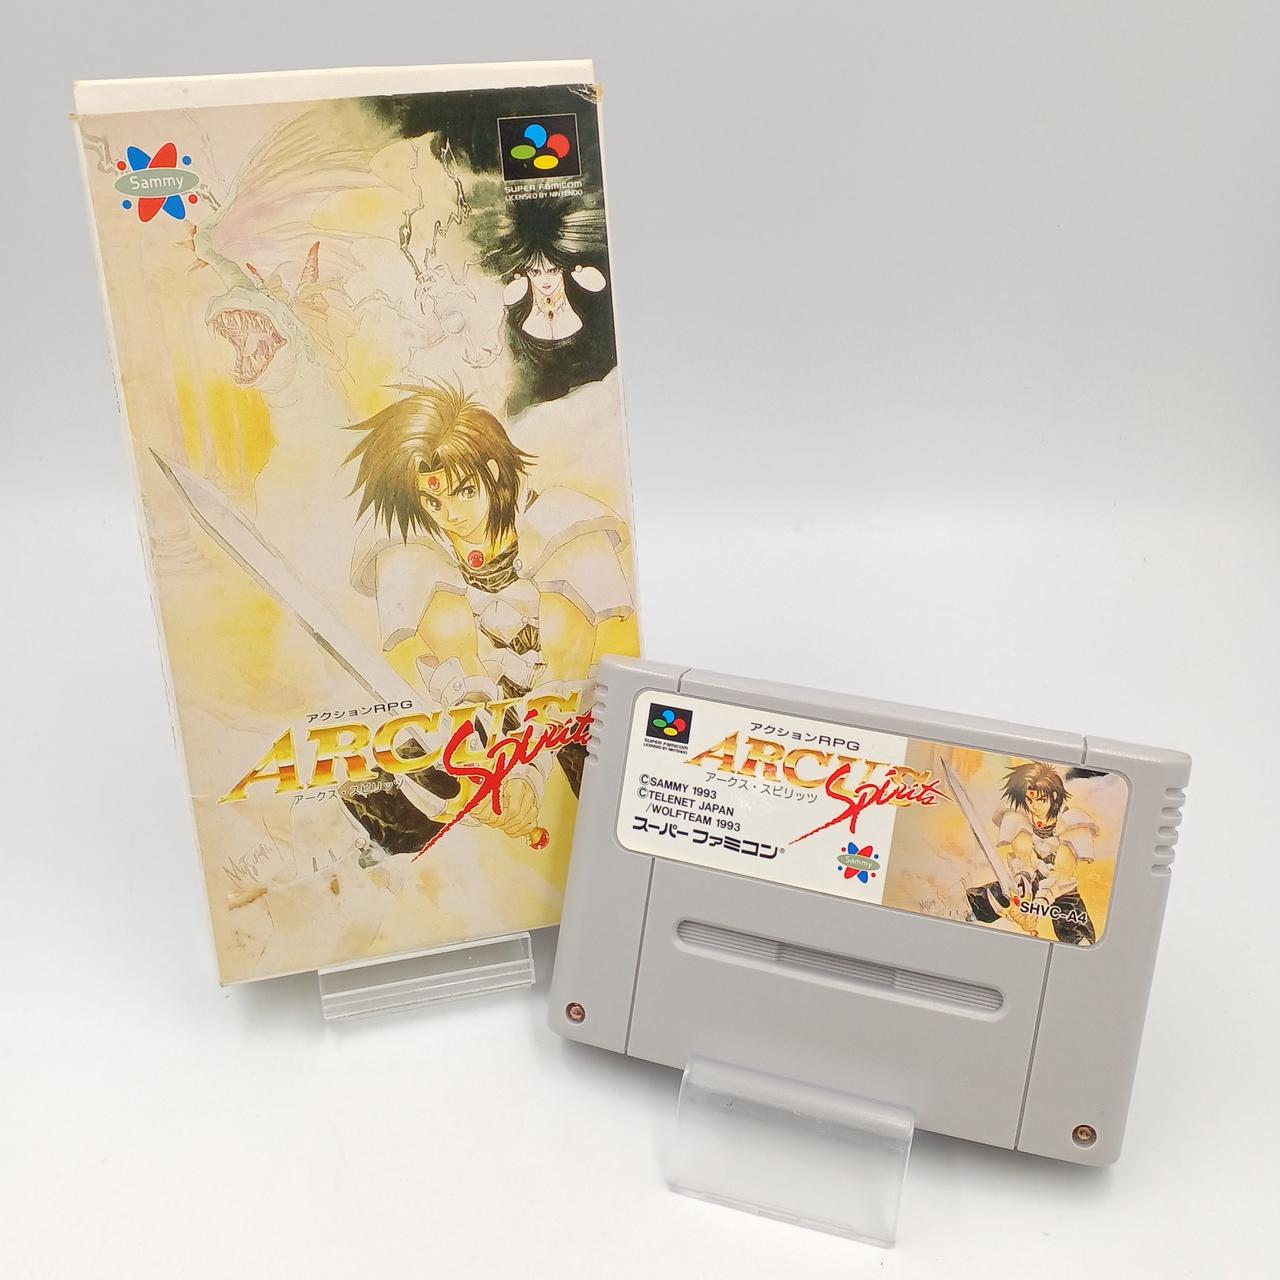 Sammy
SUPER FAMICOM
LICENSED BY NINTENDO
アクションRPG
ARCUS
Spirits
アークス・スピリッツ
SUPER FAMICOM
LICENSED BY NINTENDO
アクションRPG
ARCUS
Spirits
アークス・スピリッツ
©SAMMY 1993
©TELENET JAPAN
/WOLFTEAM 1993
スーパーファミコン®
Sammy
SHVC-A4